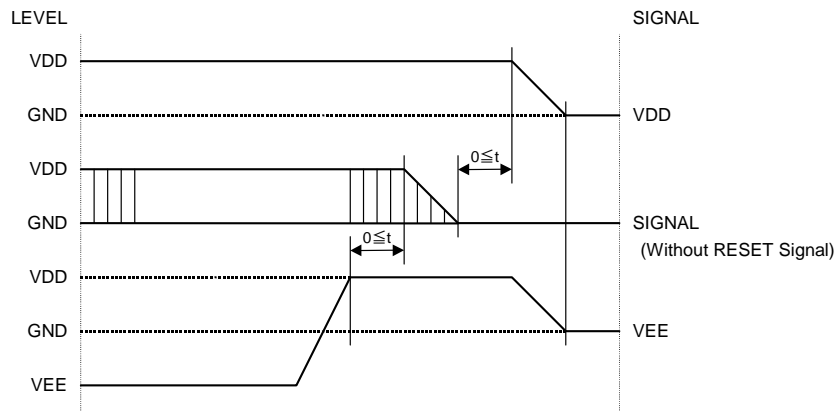 LEVEL SIGNAL
VDD
GND VDD
VDD
0≦t
GND SIGNAL
(Without RESET Signal)
0≦t
VDD
GND VEE
VEE